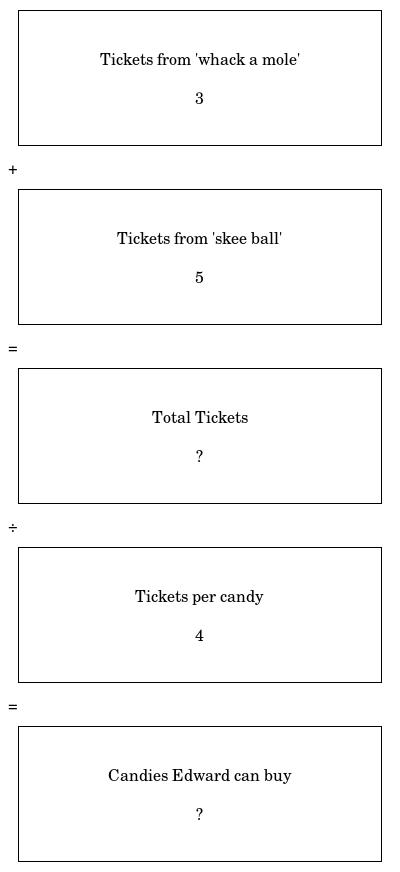 Tickets from 'whack a mole'
3
+
Tickets from 'skee ball'
5
=
Total Tickets
?
÷
Tickets per candy
4
=
Candies Edward can buy
?